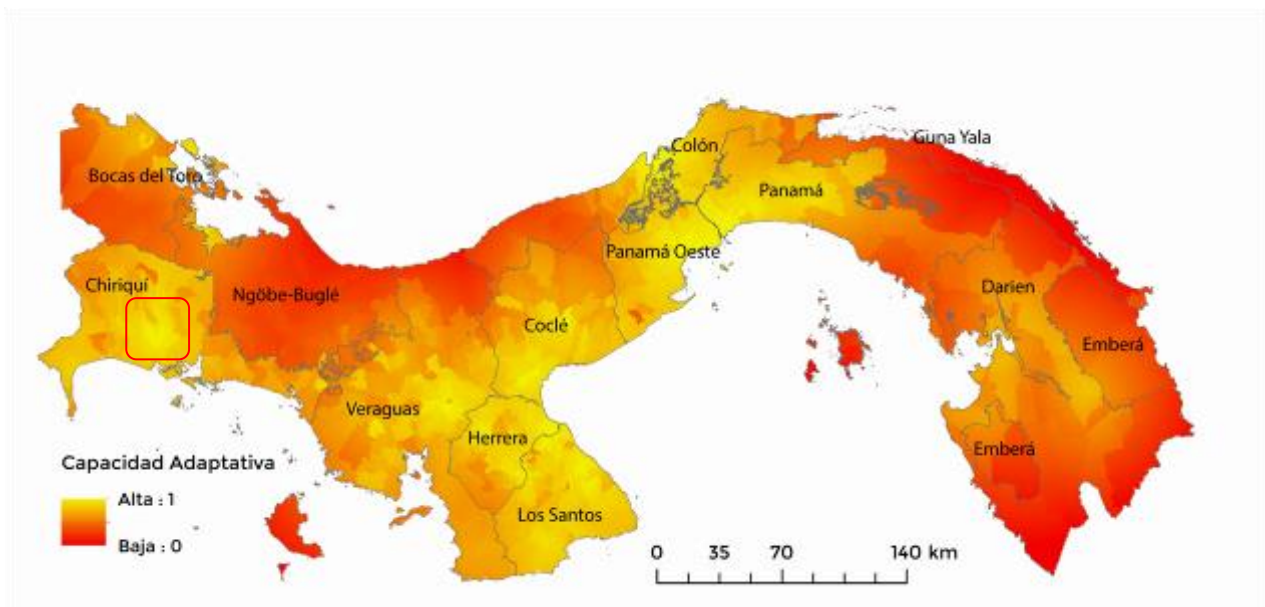 Colón
Guna Yala
Bocas del Toro
Panamá
Panamá Oeste
Chiriquí
Ngöbe-Buglé
Darien
Coclé
Emberá
Veraguas
Herrera
Emberá
Los Santos
Capacidad Adaptativa
Alta : 1
Baja : 0
0 35 70 140 km